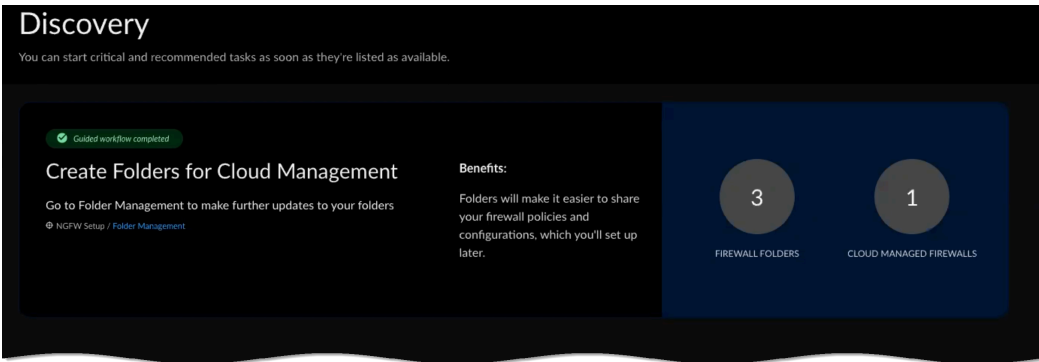 Discovery
You can start critical and recommended tasks as soon as they're listed as available.
Guided workflow completed
Create Folders for Cloud Management
Go to Folder Management to make further updates to your folders
NGFW Setup / Folder Management
Benefits:
Folders will make it easier to share
your firewall policies and
configurations, which you'll set up
later.
3
FIREWALL FOLDERS
1
CLOUD MANAGED FIREWALLS